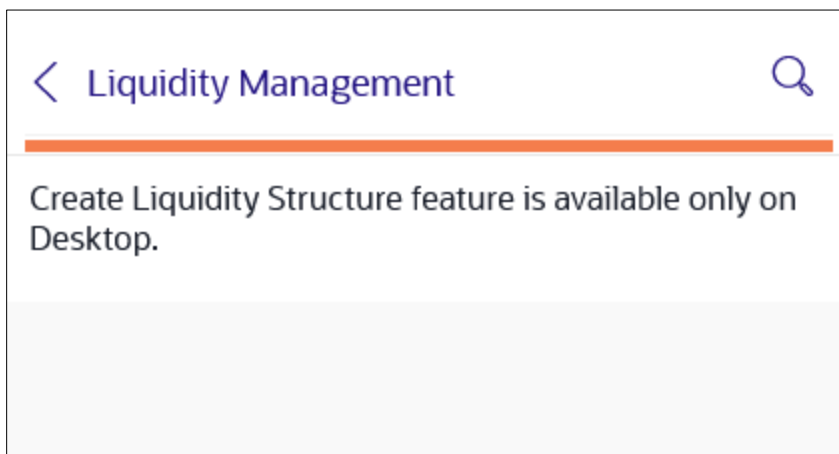 Liquidity Management
Create Liquidity Structure feature is available only on
Desktop.